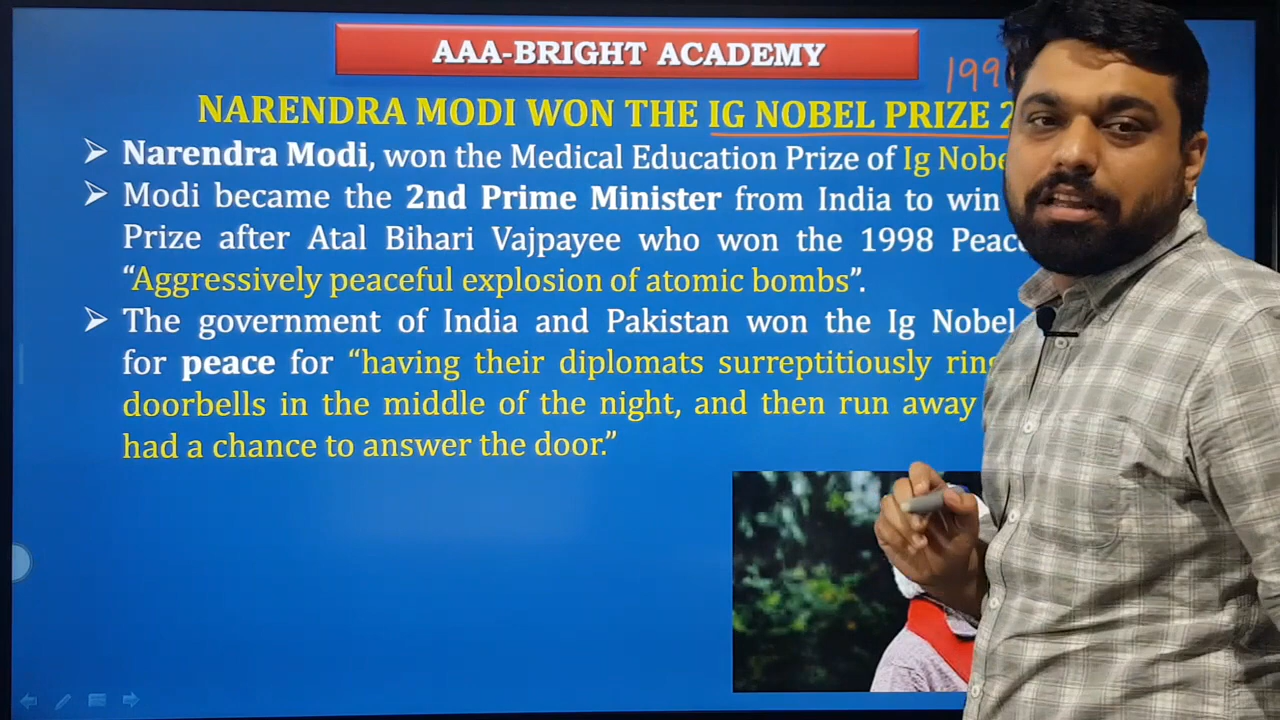 AAA-BRIGHT ACADEMY
199
NARENDRA MODI WON THE IG NOBEL PRIZE
Narendra Modi, won the Medical Education Prize of Ig
Modi became the 2nd Prime Minister from India to win
Prize after Atal Bihari Vajpayee who won the 1998
“Aggressively peaceful explosion of atomic bombs”.
The government of India and Pakistan won the Ig Nobel
for peace for “having their diplomats surreptitiously
doorbells in the middle of the night, and then run away
had a chance to answer the door.”